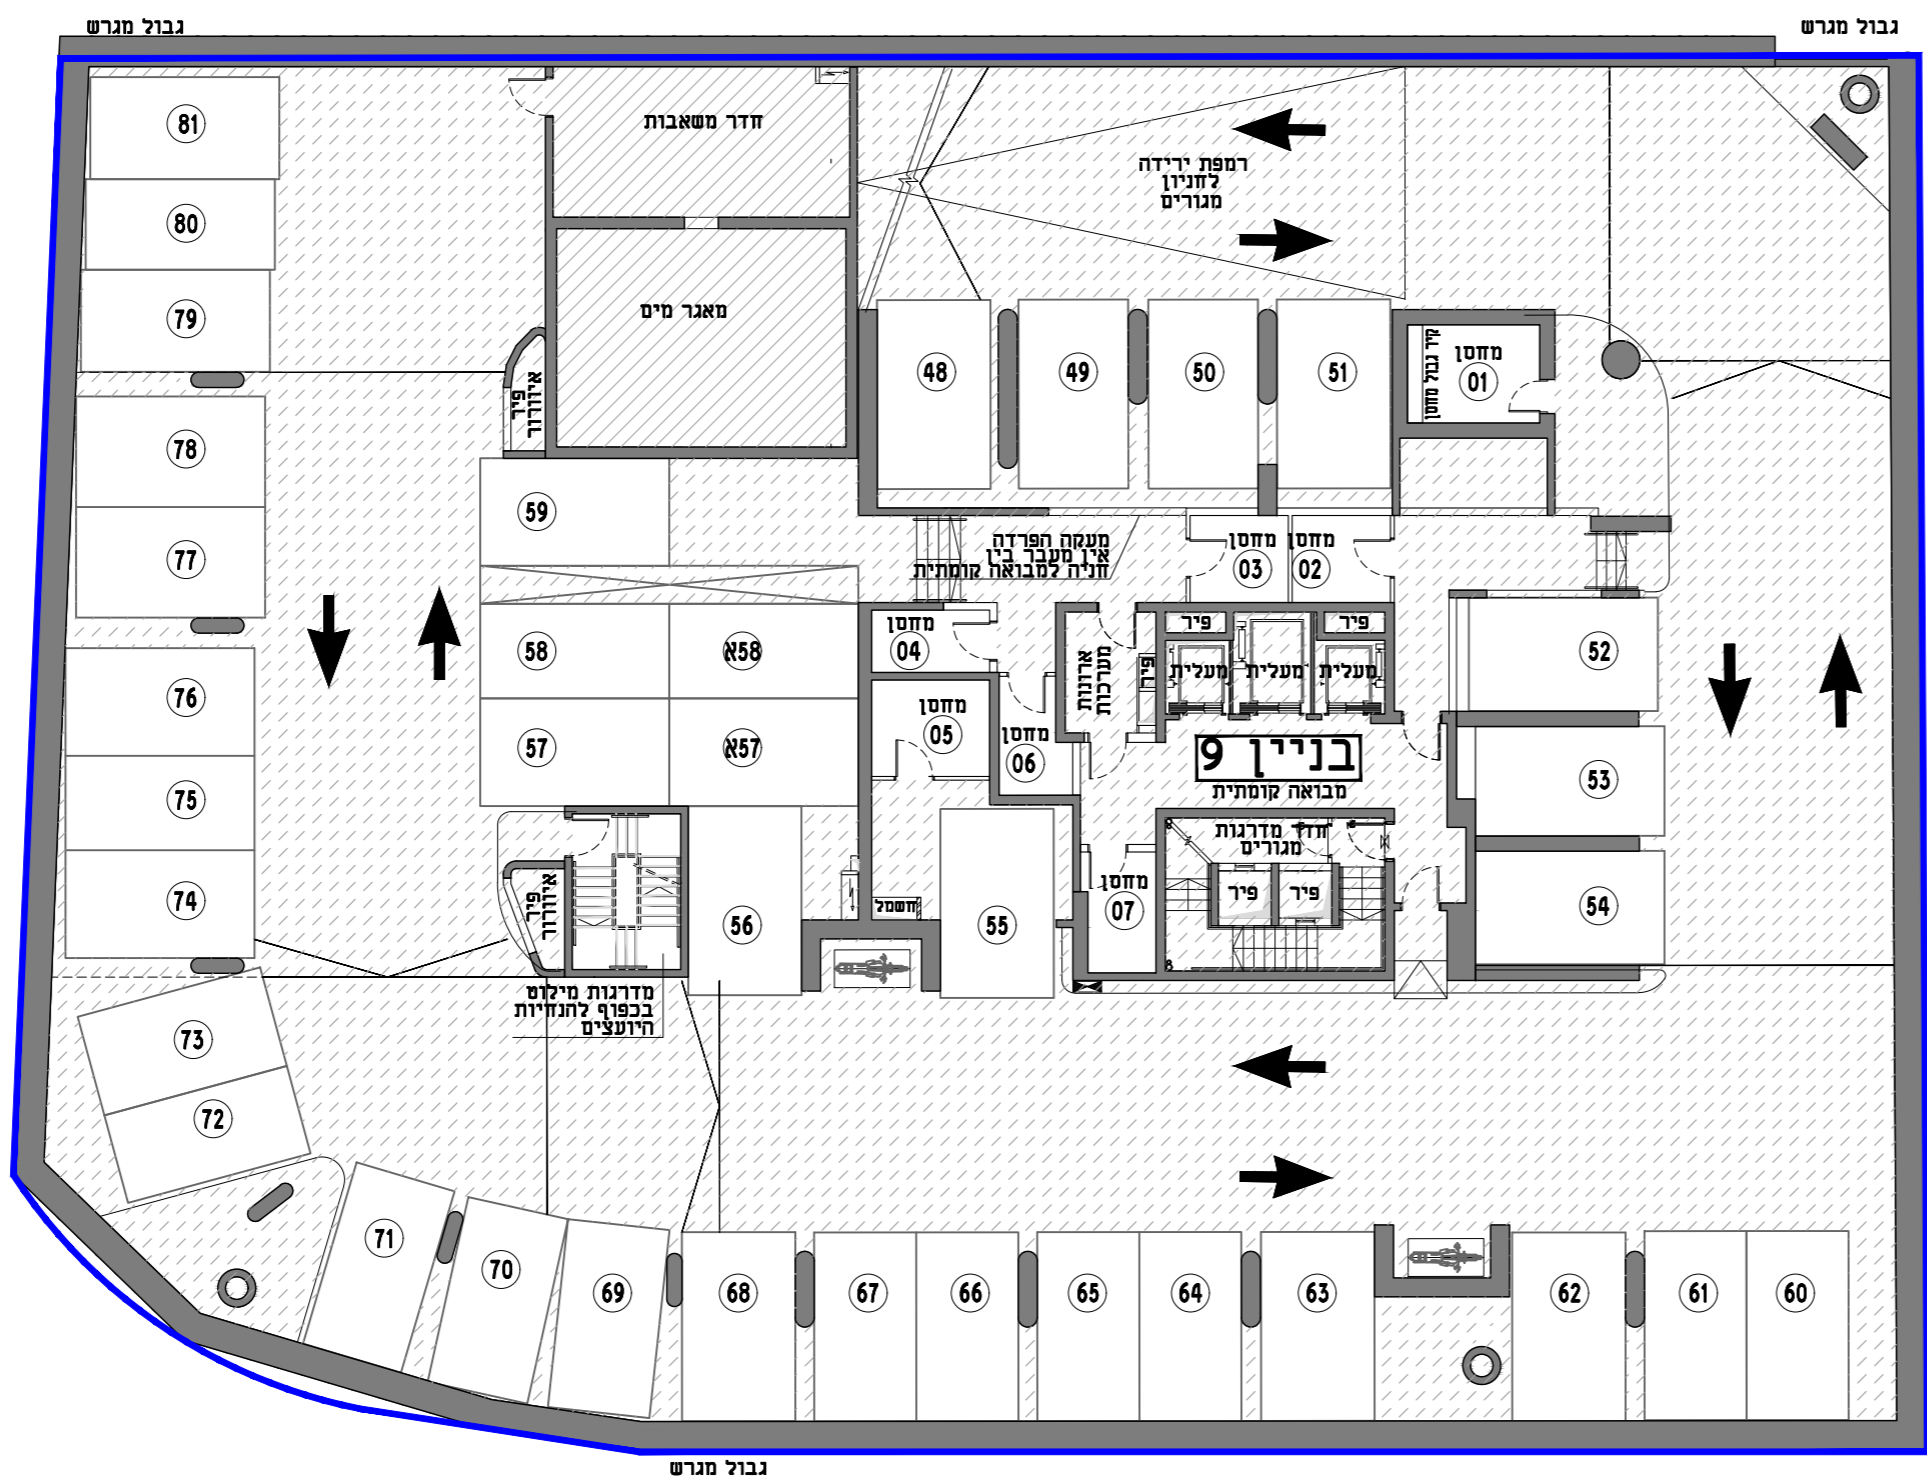 גבול מגרש
גבול מגרש
81
חדר משאבות
רמפת ירידה
לחניון
מגורים
80
79
מאגר מים
פיר
איוורור
48
49
50
51
קיר גבול מחסן
מחסן
01
78
59
77
מעקה הפרדה
אין מעבר בין
חניה למבואה קומתית
מחסן
03
מחסן
02
58
58א
מחסן
04
ארונות
מערכות
פיר
פיר
פיר
מעלית
מעלית
מעלית
52
76
57
57א
מחסן
05
מחסן
06
בניין 9
מבואה קומתית
53
75
חדר מדרגות
מגורים
פיר
פיר
74
פיר
איוורור
56
חשמל
55
מחסן
07
54
מדרגות מילוט
בכפוף להנחיות
היועצים
73
72
71
70
69
68
67
66
65
64
63
62
61
60
גבול מגרש